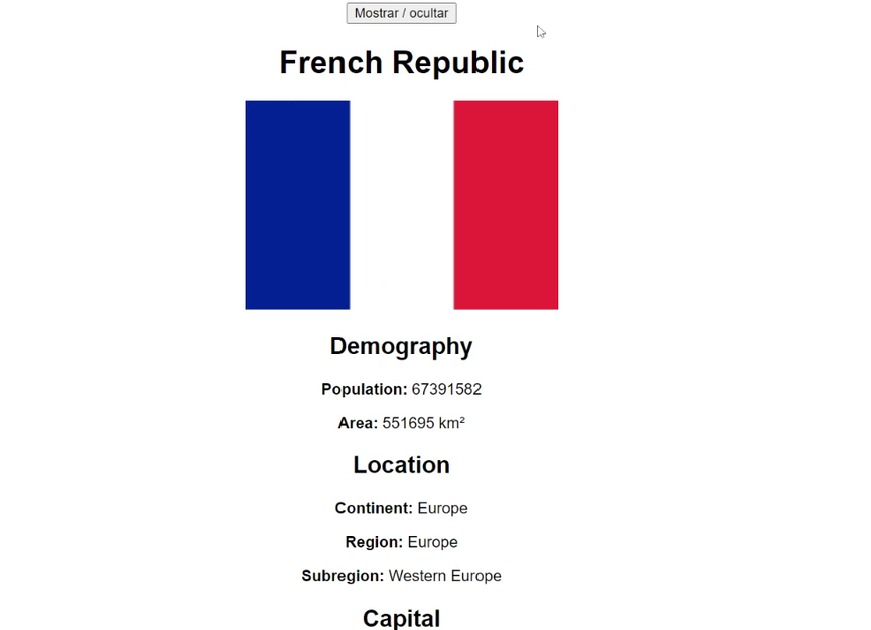 Mostrar / ocultar
French Republic
Demography
Population: 67391582
Area: 551695 km²
Location
Continent: Europe
Region: Europe
Subregion: Western Europe
Capital